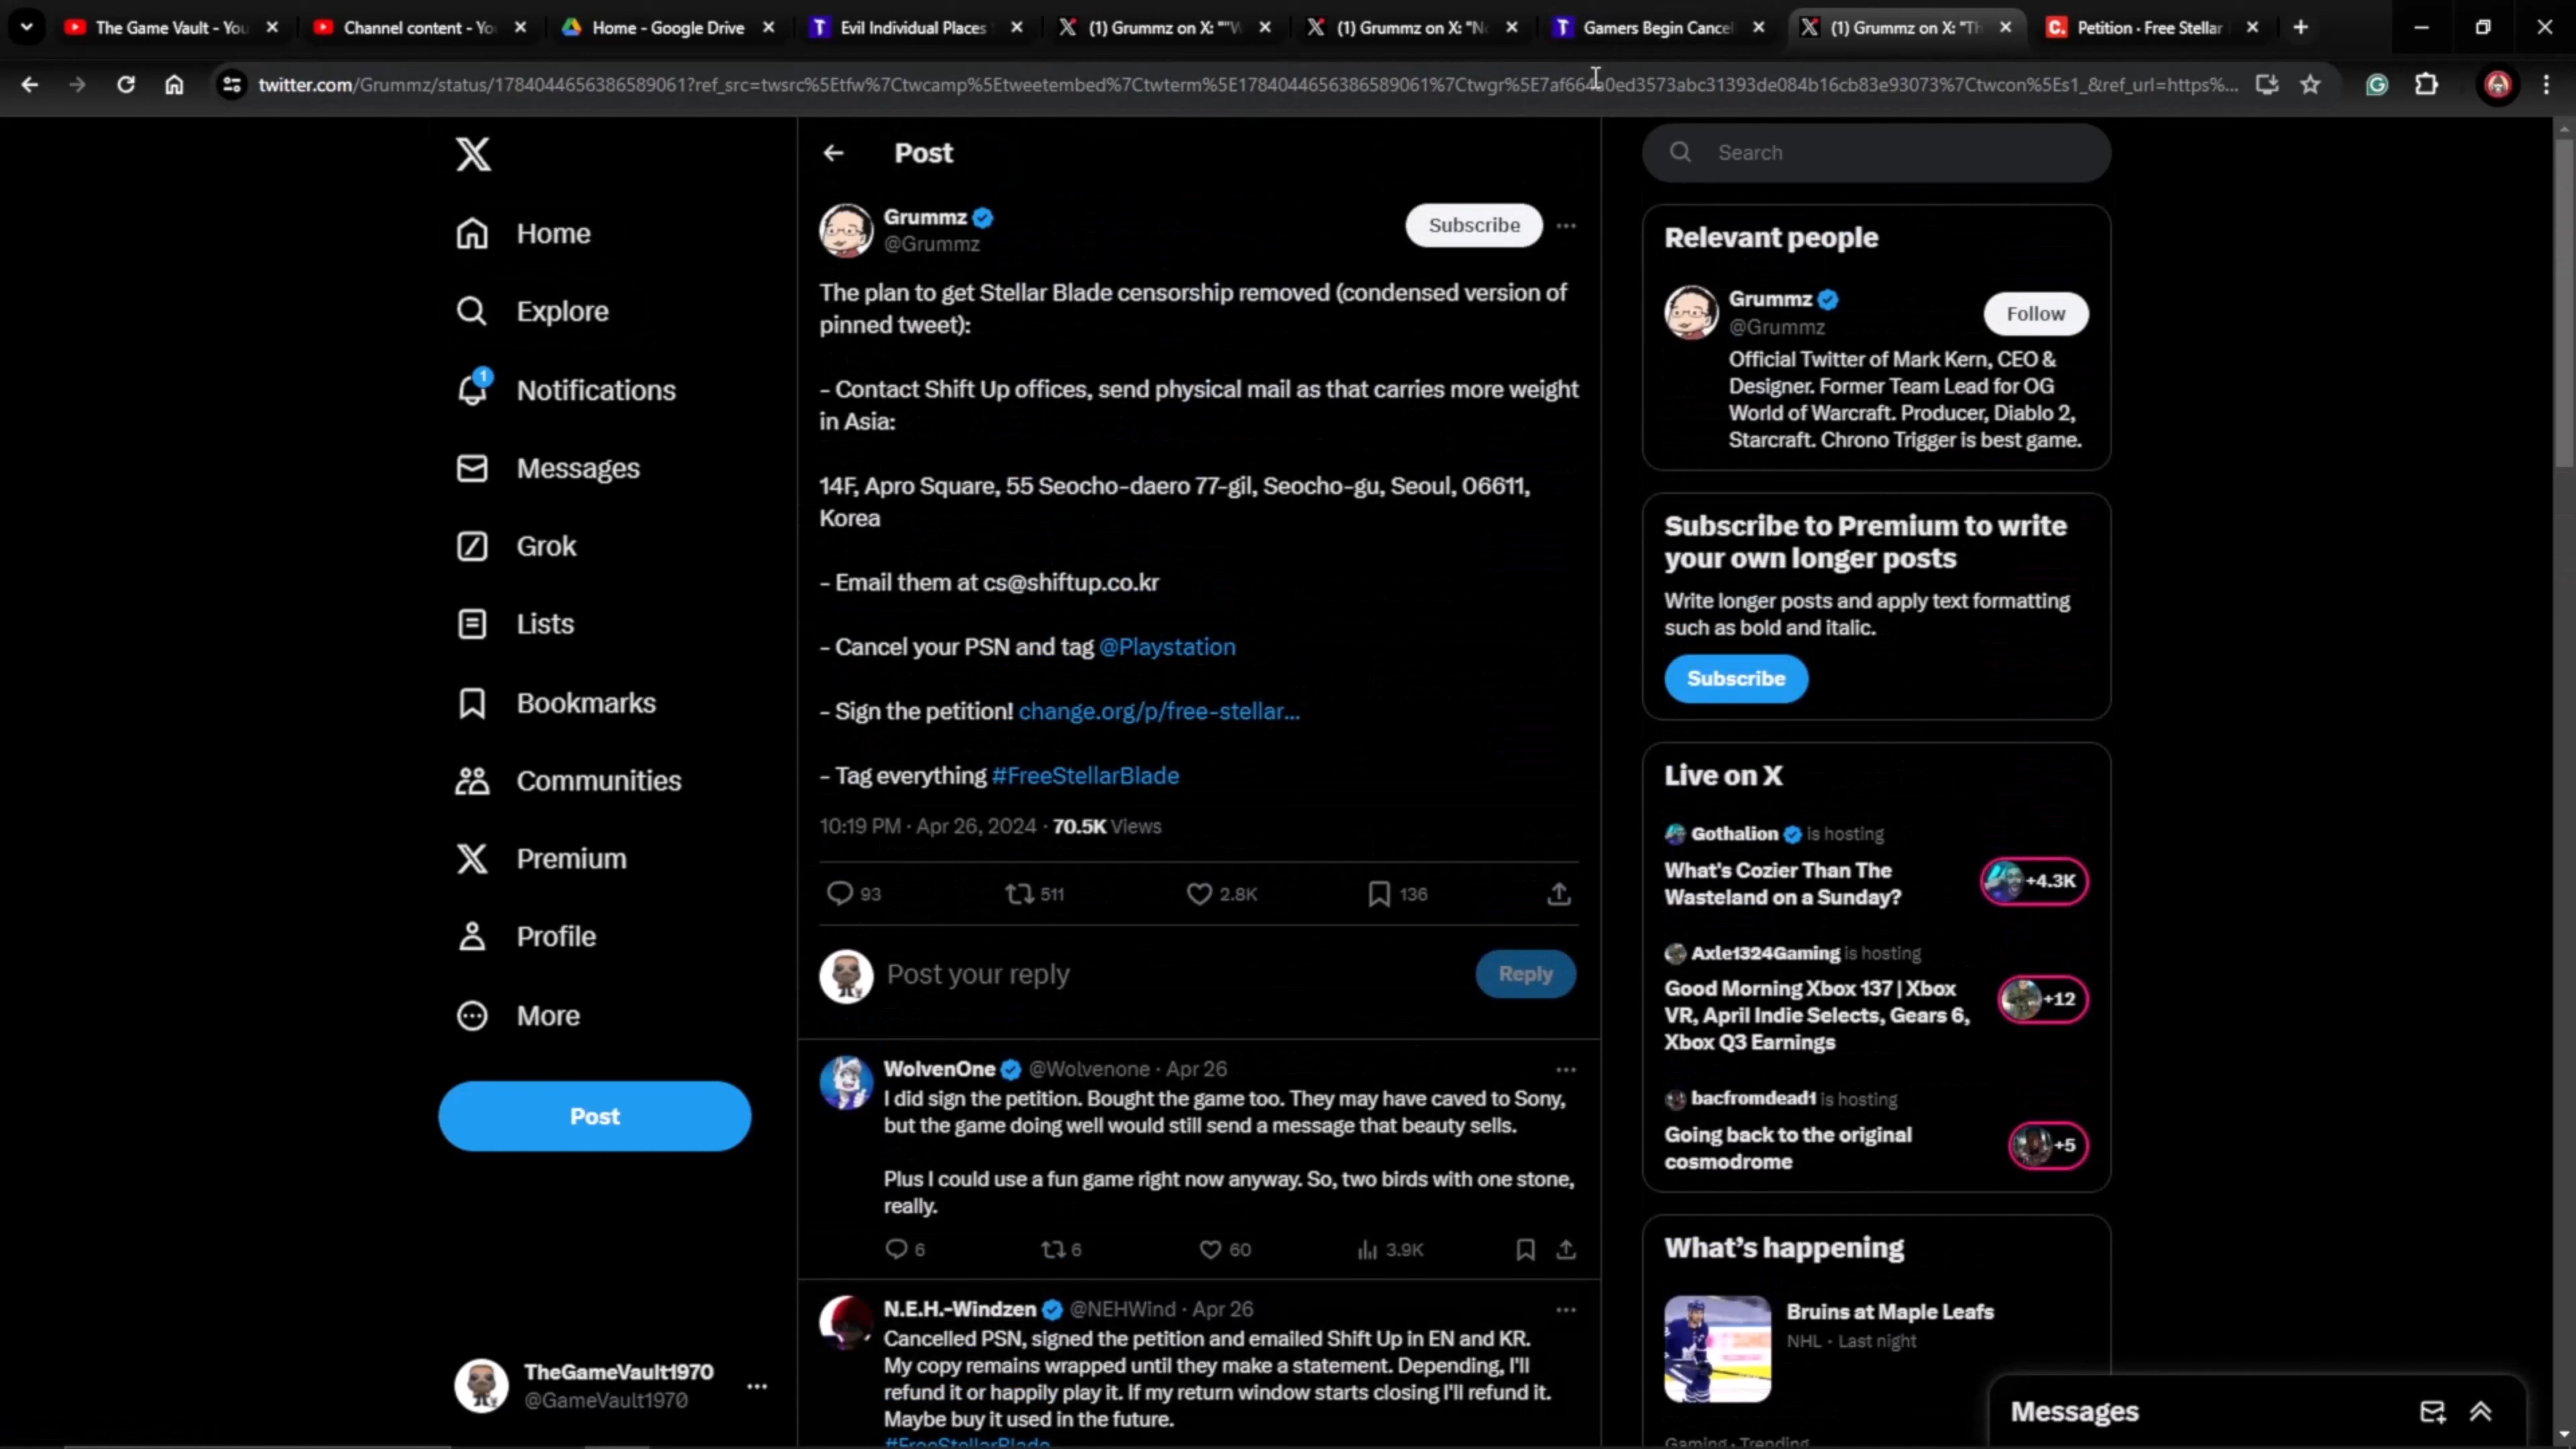 The Game Vault - You
Channel content - Yo
Home - Google Drive
Evil Individual Places
(1) Grummz on X: ""W
(1) Grummz on X: "No
Gamers Begin Cancel
(1) Grummz on X: "Th
Petition · Free Stellar
twitter.com/Grummz/status/1784044656386589061?ref_src=twsrc%5Etfw%7Ctwcamp%5Etweetembed%7Ctwterm%5E1784044656386589061%7Ctwgr%5E7af664a0ed3573abc31393de084b16cb83e93073%7Ctwcon%5Es1_&ref_url=https%...
Home
Explore
1
Notifications
Messages
Grok
Lists
Bookmarks
Communities
Premium
Profile
More
Post
TheGameVault1970
@GameVault1970
Post
Grummz
@Grummz
Subscribe
The plan to get Stellar Blade censorship removed (condensed version of
pinned tweet):
- Contact Shift Up offices, send physical mail as that carries more weight
in Asia:
14F, Apro Square, 55 Seocho-daero 77-gil, Seocho-gu, Seoul, 06611,
Korea
- Email them at cs@shiftup.co.kr
- Cancel your PSN and tag @Playstation
- Sign the petition! change.org/p/free-stellar...
- Tag everything #FreeStellarBlade
10:19 PM · Apr 26, 2024 · 70.5K Views
93 511 2.8K 136
Post your reply
Reply
WolvenOne @Wolvenone · Apr 26
I did sign the petition. Bought the game too. They may have caved to Sony,
but the game doing well would still send a message that beauty sells.
Plus I could use a fun game right now anyway. So, two birds with one stone,
really.
6 6 60 3.9K
N.E.H.-Windzen @NEHWind · Apr 26
Cancelled PSN, signed the petition and emailed Shift Up in EN and KR.
My copy remains wrapped until they make a statement. Depending, I'll
refund it or happily play it. If my return window starts closing I'll refund it.
Maybe buy it used in the future.
#FreeStellarBlade
Search
Relevant people
Grummz
@Grummz
Follow
Official Twitter of Mark Kern, CEO &
Designer. Former Team Lead for OG
World of Warcraft. Producer, Diablo 2,
Starcraft. Chrono Trigger is best game.
Subscribe to Premium to write
your own longer posts
Write longer posts and apply text formatting
such as bold and italic.
Subscribe
Live on X
Gothalion is hosting
What's Cozier Than The
Wasteland on a Sunday?
+4.3K
Axle1324Gaming is hosting
Good Morning Xbox 137 | Xbox
VR, April Indie Selects, Gears 6,
Xbox Q3 Earnings
+12
bacfromdead1 is hosting
Going back to the original
cosmodrome
+5
What's happening
Bruins at Maple Leafs
NHL · Last night
Gaming · Trending
Messages